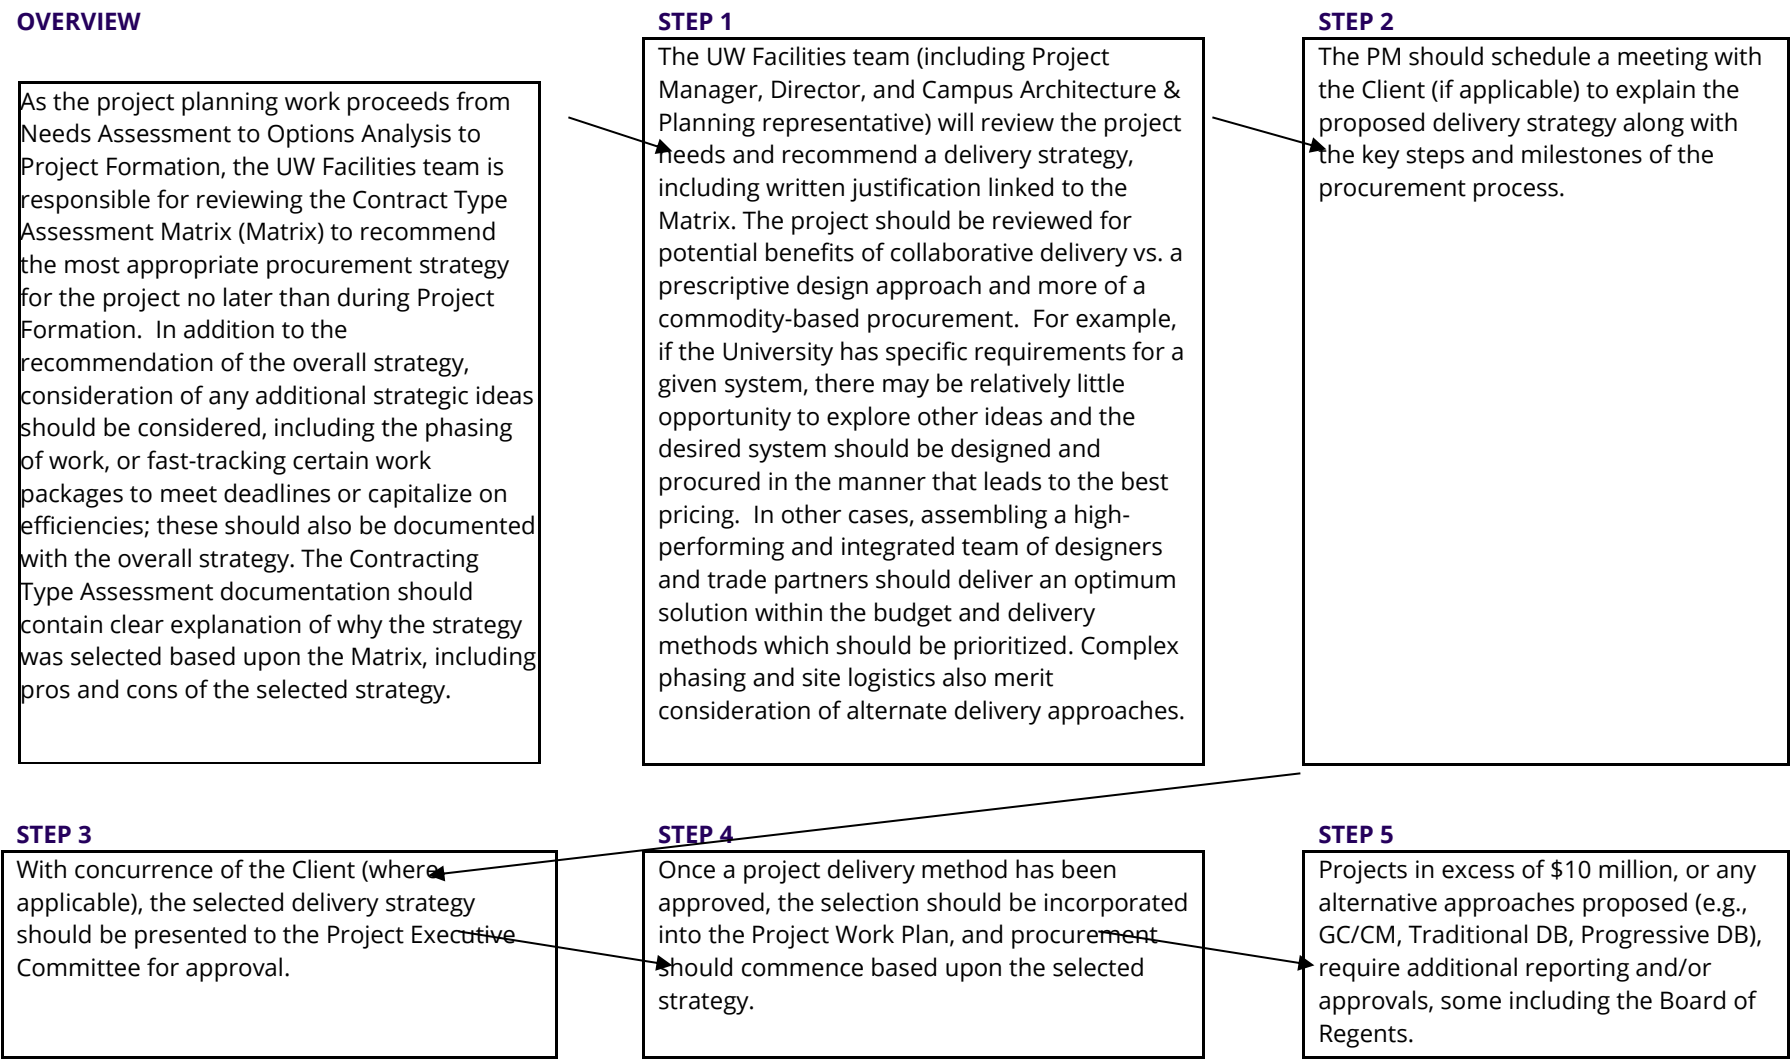 OVERVIEW
As the project planning work proceeds from
Needs Assessment to Options Analysis to
Project Formation, the UW Facilities team is
responsible for reviewing the Contract Type
Assessment Matrix (Matrix) to recommend
the most appropriate procurement strategy
for the project no later than during Project
Formation.  In addition to the
recommendation of the overall strategy,
consideration of any additional strategic ideas
should be considered, including the phasing
of work, or fast-tracking certain work
packages to meet deadlines or capitalize on
efficiencies; these should also be documented
with the overall strategy. The Contracting
Type Assessment documentation should
contain clear explanation of why the strategy
was selected based upon the Matrix, including
pros and cons of the selected strategy.
STEP 1
The UW Facilities team (including Project
Manager, Director, and Campus Architecture &
Planning representative) will review the project
needs and recommend a delivery strategy,
including written justification linked to the
Matrix. The project should be reviewed for
potential benefits of collaborative delivery vs. a
prescriptive design approach and more of a
commodity-based procurement.  For example,
if the University has specific requirements for a
given system, there may be relatively little
opportunity to explore other ideas and the
desired system should be designed and
procured in the manner that leads to the best
pricing.  In other cases, assembling a high-
performing and integrated team of designers
and trade partners should deliver an optimum
solution within the budget and delivery
methods which should be prioritized. Complex
phasing and site logistics also merit
consideration of alternate delivery approaches.
STEP 2
The PM should schedule a meeting with
the Client (if applicable) to explain the
proposed delivery strategy along with
the key steps and milestones of the
procurement process.
STEP 3
With concurrence of the Client (where
applicable), the selected delivery strategy
should be presented to the Project Executive
Committee for approval.
STEP 4
Once a project delivery method has been
approved, the selection should be incorporated
into the Project Work Plan, and procurement
should commence based upon the selected
strategy.
STEP 5
Projects in excess of $10 million, or any
alternative approaches proposed (e.g.,
GC/CM, Traditional DB, Progressive DB),
require additional reporting and/or
approvals, some including the Board of
Regents.